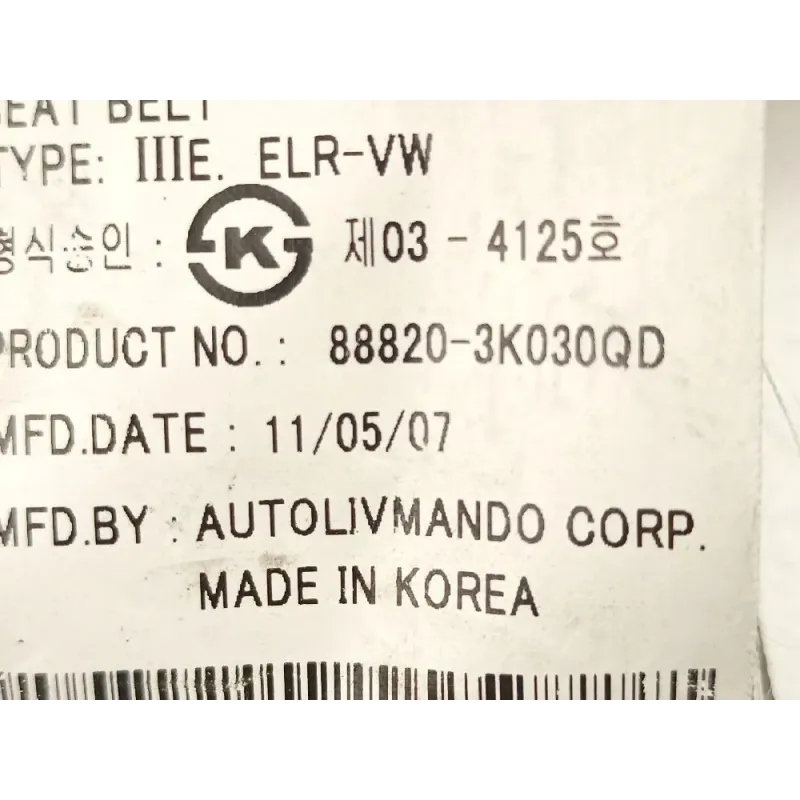 SEAT BELT
TYPE: IIIE. ELR-VW
형식승인 : K 제03 - 4125호
PRODUCT NO. : 88820-3K030QD
MFD.DATE : 11/05/07
MFD.BY : AUTOLIVMANDO CORP.
MADE IN KOREA